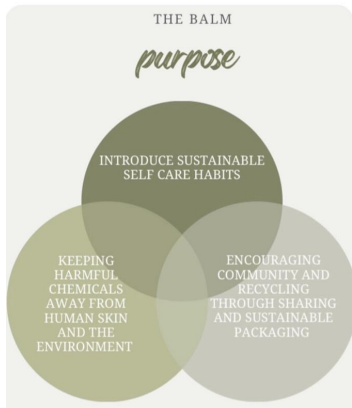 THE BALM
purpose
INTRODUCE SUSTAINABLE
SELF CARE HABITS
KEEPING
HARMFUL
CHEMICALS
AWAY FROM
HUMAN SKIN
AND THE
ENVIRONMENT
ENCOURAGING
COMMUNITY AND
RECYCLING
THROUGH SHARING
AND SUSTAINABLE
PACKAGING